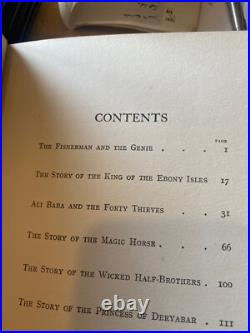 CONTENTS
PAGE
The Fisherman and the Genie . . . 1
The Story of the King of the Ebony Isles 17
Ali Baba and the Forty Thieves . . 31
The Story of the Magic Horse . . 66
The Story of the Wicked Half-Brothers . 100
The Story of the Princess of Deryabar . 111